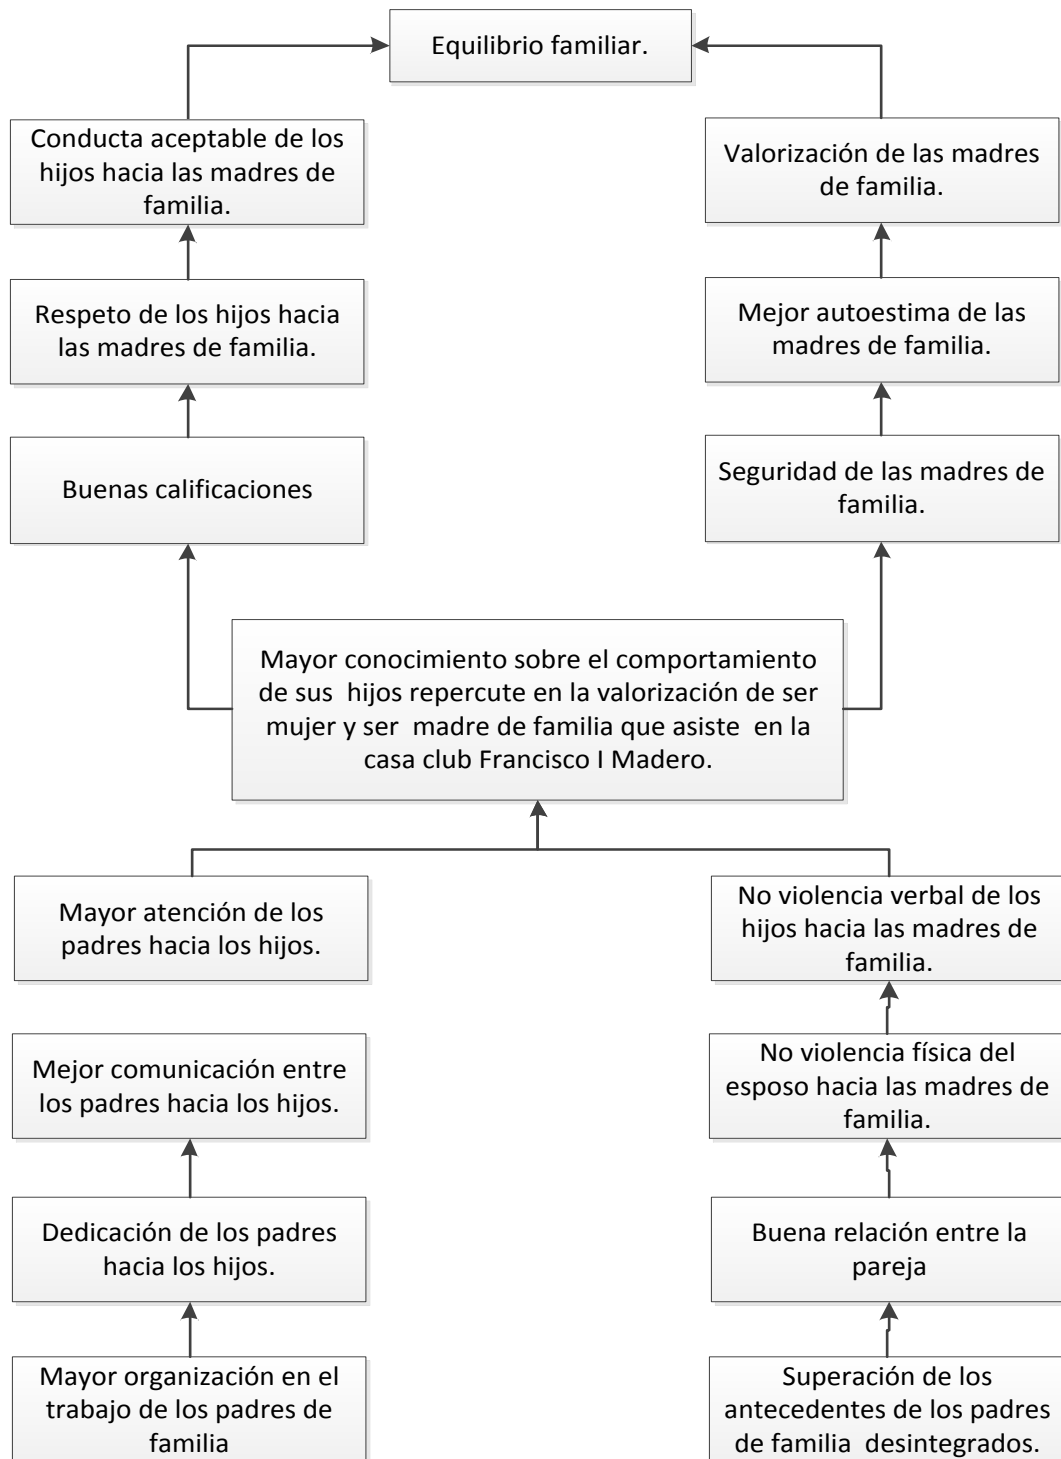 Equilibrio familiar.
Conducta aceptable de los
hijos hacia las madres de
familia.
Valorización de las madres
de familia.
Respeto de los hijos hacia
las madres de familia.
Mejor autoestima de las
madres de familia.
Buenas calificaciones
Seguridad de las madres de
familia.
Mayor conocimiento sobre el comportamiento
de sus hijos repercute en la valorización de ser
mujer y ser madre de familia que asiste en la
casa club Francisco I Madero.
Mayor atención de los
padres hacia los hijos.
No violencia verbal de los
hijos hacia las madres de
familia.
Mejor comunicación entre
los padres hacia los hijos.
No violencia física del
esposo hacia las madres de
familia.
Dedicación de los padres
hacia los hijos.
Buena relación entre la
pareja
Mayor organización en el
trabajo de los padres de
familia
Superación de los
antecedentes de los padres
de familia desintegrados.